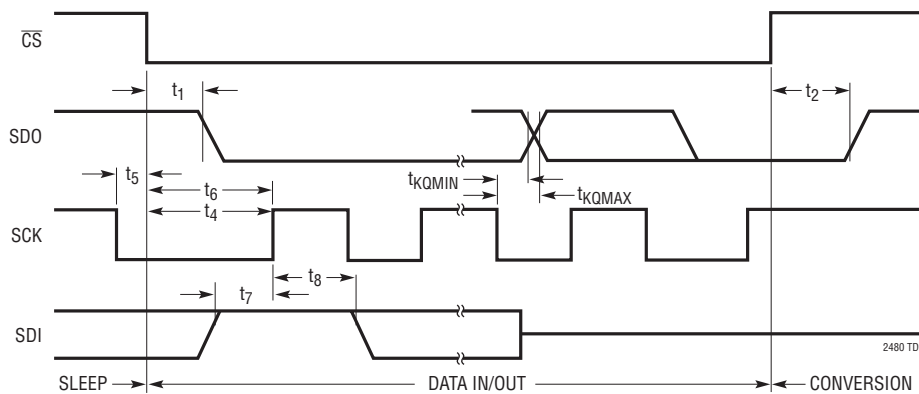 CS
t1
t2
SDO
t5
t6
tKQMIN
t4
tKQMAX
SCK
t8
t7
SDI
2480 TD
SLEEP
DATA IN/OUT
CONVERSION